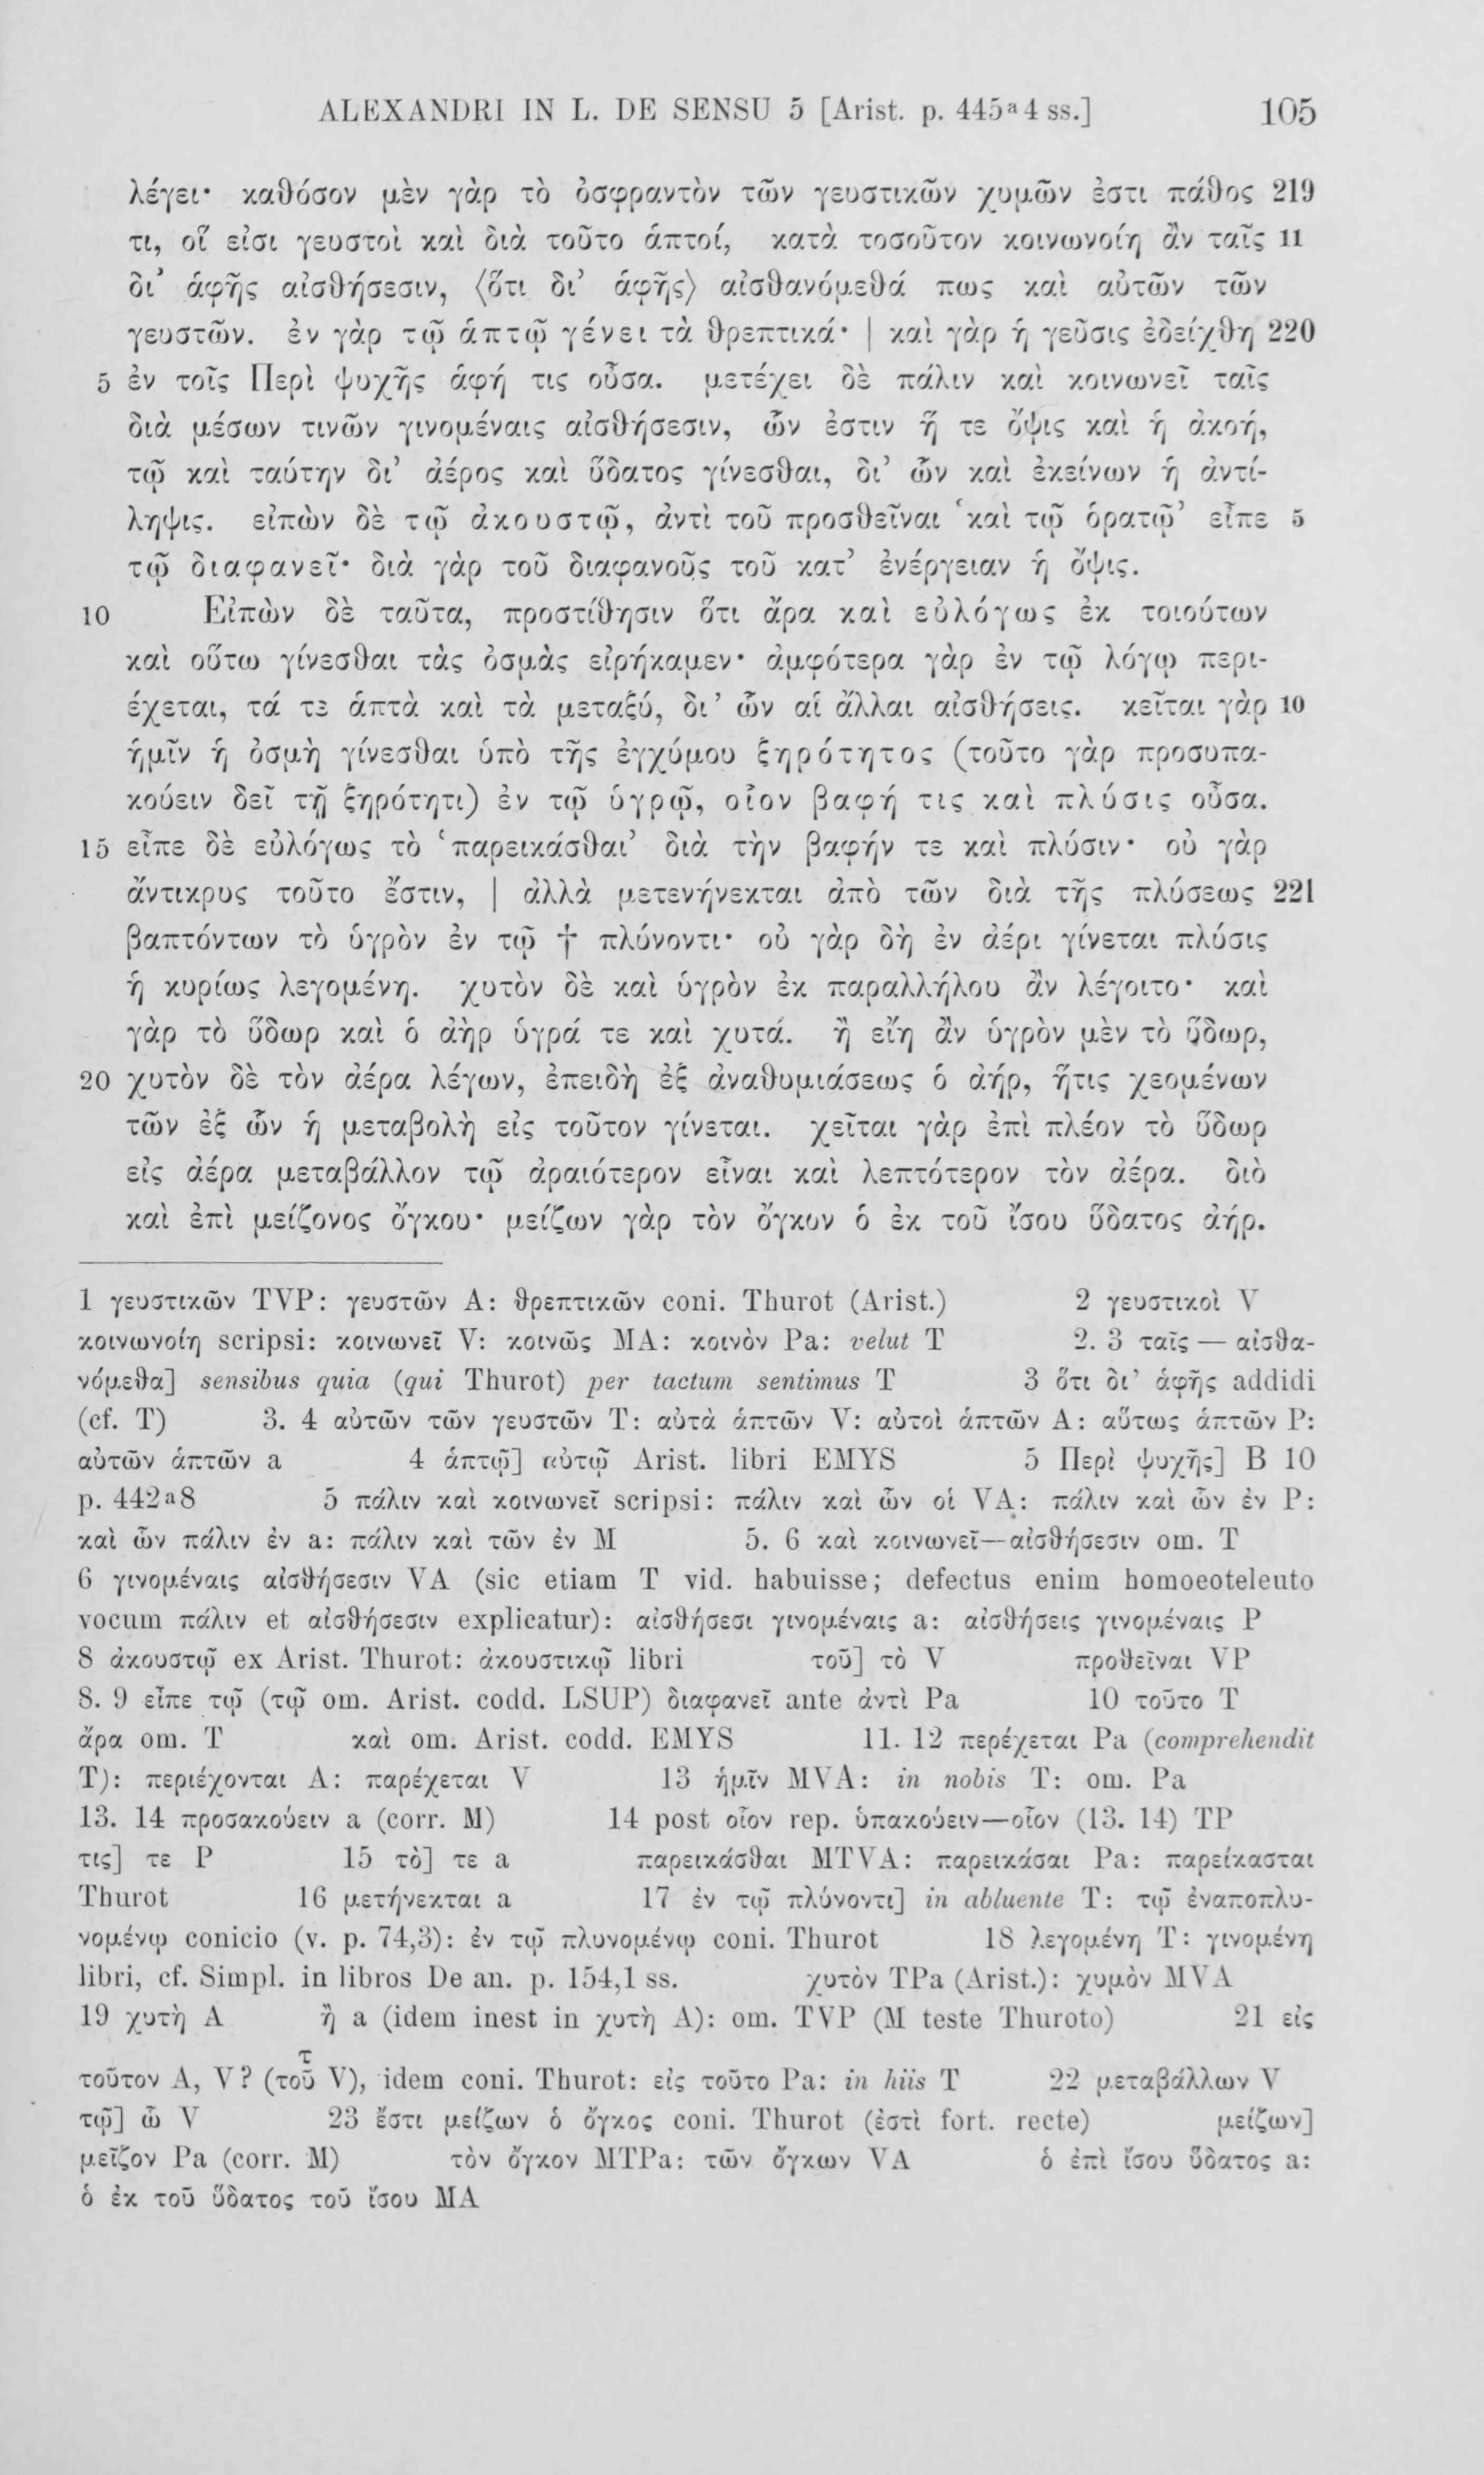 ALEXANDRI IN L. DE SENSU 5 [Arist. p. 445a4 ss.] 105
λέγει· καθόσον μὲν γὰρ τὸ ὀσφραντὸν τῶν γευστικῶν χυμῶν ἐστι πάθος 219
τι, οἵ εἰσι γευστοὶ καὶ διὰ τοῦτο ἁπτοί, κατὰ τοσοῦτον κοινωνοίη ἂν ταῖς 11
δι’ ἁφῆς αἰσθήσεσιν, ⟨ὅτι δι’ ἁφῆς⟩ αἰσθανόμεθά πως καὶ αὐτῶν τῶν
γευστῶν. ἐν γὰρ τῷ ἁπτῷ γένει τὰ θρεπτικά· | καὶ γὰρ ἡ γεῦσις ἐδείχθη 220
5 ἐν τοῖς Περὶ ψυχῆς ἁφή τις οὖσα. μετέχει δὲ πάλιν καὶ κοινωνεῖ ταῖς
διὰ μέσων τινῶν γινομέναις αἰσθήσεσιν, ὧν ἐστιν ἥ τε ὄψις καὶ ἡ ἀκοή,
τῷ καὶ ταύτην δι’ ἀέρος καὶ ὕδατος γίνεσθαι, δι’ ὧν καὶ ἐκείνων ἡ ἀντί-
ληψις. εἰπὼν δὲ τῷ ἀκουστῷ, ἀντὶ τοῦ προσθεῖναι ‘καὶ τῷ ὁρατῷ’ εἶπε 5
τῷ διαφανεῖ· διὰ γὰρ τοῦ διαφανοῦς τοῦ κατ’ ἐνέργειαν ἡ ὄψις.
10 Εἰπὼν δὲ ταῦτα, προστίθησιν ὅτι ἄρα καὶ εὐλόγως ἐκ τοιούτων
καὶ οὕτω γίνεσθαι τὰς ὀσμὰς εἰρήκαμεν· ἀμφότερα γὰρ ἐν τῷ λόγῳ περι-
έχεται, τά τε ἁπτὰ καὶ τὰ μεταξύ, δι’ ὧν αἱ ἄλλαι αἰσθήσεις. κεῖται γὰρ 10
ἡμῖν ἡ ὀσμὴ γίνεσθαι ὑπὸ τῆς ἐγχύμου ξηρότητος (τοῦτο γὰρ προσυπα-
κούειν δεῖ τῇ ξηρότητι) ἐν τῷ ὑγρῷ, οἷον βαφή τις καὶ πλύσις οὖσα.
15 εἶπε δὲ εὐλόγως τὸ ‘παρεικάσθαι’ διὰ τὴν βαφήν τε καὶ πλύσιν· οὐ γὰρ
ἄντικρυς τοῦτο ἔστιν, | ἀλλὰ μετενήνεκται ἀπὸ τῶν διὰ τῆς πλύσεως 221
βαπτόντων τὸ ὑγρὸν ἐν τῷ † πλύνοντι· οὐ γὰρ δὴ ἐν ἀέρι γίνεται πλύσις
ἡ κυρίως λεγομένη. χυτὸν δὲ καὶ ὑγρὸν ἐκ παραλλήλου ἂν λέγοιτο· καὶ
γὰρ τὸ ὕδωρ καὶ ὁ ἀὴρ ὑγρά τε καὶ χυτά. ἢ εἴη ἂν ὑγρὸν μὲν τὸ ὕδωρ,
20 χυτὸν δὲ τὸν ἀέρα λέγων, ἐπειδὴ ἐξ ἀναθυμιάσεως ὁ ἀήρ, ἥτις χεομένων
τῶν ἐξ ὧν ἡ μεταβολὴ εἰς τοῦτον γίνεται. χεῖται γὰρ ἐπὶ πλέον τὸ ὕδωρ
εἰς ἀέρα μεταβάλλον τῷ ἀραιότερον εἶναι καὶ λεπτότερον τὸν ἀέρα. διὸ
καὶ ἐπὶ μείζονος ὄγκου· μείζων γὰρ τὸν ὄγκον ὁ ἐκ τοῦ ἴσου ὕδατος ἀήρ.
1 γευστικῶν TVP: γευστῶν A: θρεπτικῶν coni. Thurot (Arist.) 2 γευστικοὶ V
κοινωνοίη scripsi: κοινωνεῖ V: κοινῶς MA: κοινὸν Pa: velut T 2. 3 ταῖς — αἰσθα-
νόμεθα] sensibus quia (qui Thurot) per tactum sentimus T 3 ὅτι δι’ ἁφῆς addidi
(cf. T) 3. 4 αὐτῶν τῶν γευστῶν T: αὐτὰ ἁπτῶν V: αὐτοὶ ἁπτῶν A: αὕτως ἁπτῶν P:
αὐτῶν ἁπτῶν a 4 ἁπτῷ] αὐτῷ Arist. libri EMYS 5 Περὶ ψυχῆς] B 10
p. 442a8 5 πάλιν καὶ κοινωνεῖ scripsi: πάλιν καὶ ὧν οἱ VA: πάλιν καὶ ὧν ἐν P:
καὶ ὧν πάλιν ἐν a: πάλιν καὶ τῶν ἐν M 5. 6 καὶ κοινωνεῖ—αἰσθήσεσιν om. T
6 γινομέναις αἰσθήσεσιν VA (sic etiam T vid. habuisse; defectus enim homoeoteleuto
vocum πάλιν et αἰσθήσεσιν explicatur): αἰσθήσεσι γινομέναις a: αἰσθήσεις γινομέναις P
8 ἀκουστῷ ex Arist. Thurot: ἀκουστικῷ libri τοῦ] τὸ V προθεῖναι VP
8. 9 εἶπε τῷ (τῷ om. Arist. codd. LSUP) διαφανεῖ ante ἀντὶ Pa 10 τοῦτο T
ἄρα om. T καὶ om. Arist. codd. EMYS 11. 12 περέχεται Pa (comprehendit
T): περιέχονται A: παρέχεται V 13 ἡμῖν MVA: in nobis T: om. Pa
13. 14 προσακούειν a (corr. M) 14 post οἷον rep. ὑπακούειν—οἷον (13. 14) TP
τις] τε P 15 τὸ] τε a παρεικάσθαι MTVA: παρεικάσαι Pa: παρείκασται
Thurot 16 μετήνεκται a 17 ἐν τῷ πλύνοντι] in abluente T: τῷ ἐναποπλυ-
νομένῳ conicio (v. p. 74,3): ἐν τῷ πλυνομένῳ coni. Thurot 18 λεγομένη T: γινομένη
libri, cf. Simpl. in libros De an. p. 154,1 ss. χυτὸν TPa (Arist.): χυμὸν MVA
19 χυτὴ A ἢ a (idem inest in χυτὴ A): om. TVP (M teste Thuroto) 21 εἰς
τοῦτον A, V? (τοῦτ V), idem coni. Thurot: εἰς τοῦτο Pa: in hiis T 22 μεταβάλλων V
τῷ] ὦ V 23 ἔστι μείζων ὁ ὄγκος coni. Thurot (ἐστὶ fort. recte) μείζων]
μεῖζον Pa (corr. M) τὸν ὄγκον MTPa: τῶν ὄγκων VA ὁ ἐπὶ ἴσου ὕδατος a:
ὁ ἐκ τοῦ ὕδατος τοῦ ἴσου MA